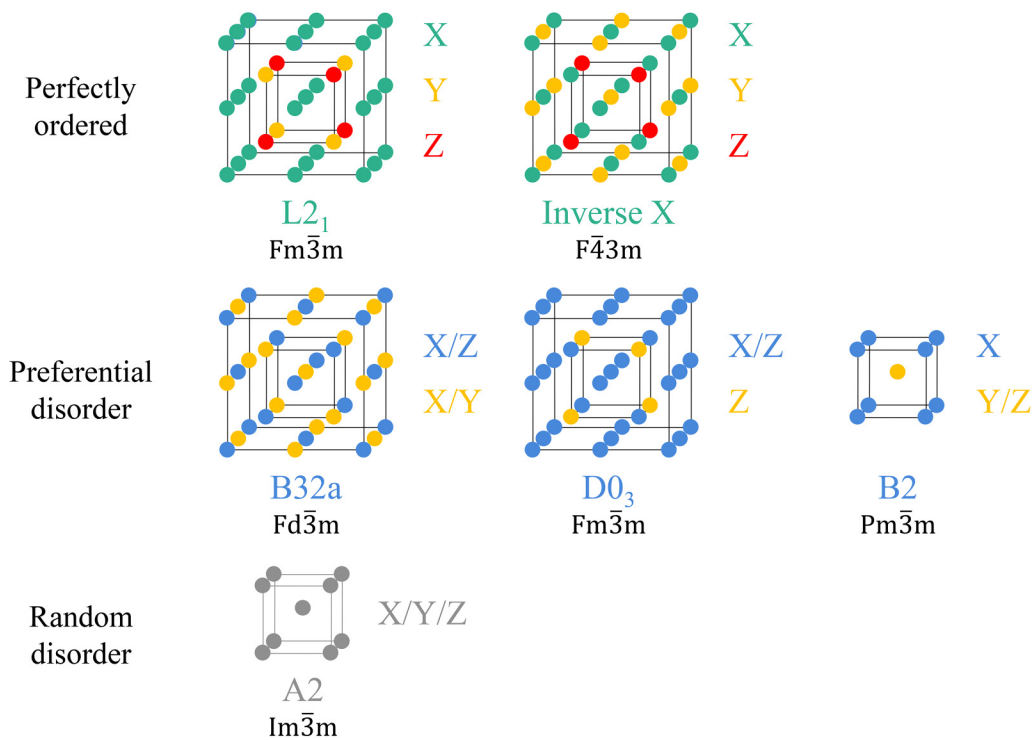 Perfectly
ordered
X
Y
Z
L2₁
Fm3̅m
X
Y
Z
Inverse X
F4̅3m
Preferential
disorder
X/Z
X/Y
B32a
Fd3̅m
X/Z
Z
D0₃
Fm3̅m
X
Y/Z
B2
Pm3̅m
Random
disorder
X/Y/Z
A2
Im3̅m